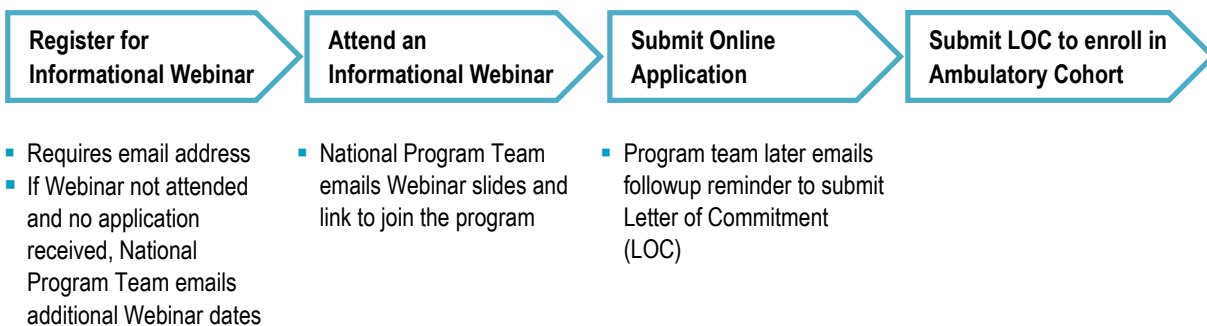 Register for
Informational Webinar
Attend an
Informational Webinar
Submit Online
Application
Submit LOC to enroll in
Ambulatory Cohort
▪ Requires email address
▪ If Webinar not attended
and no application
received, National
Program Team emails
additional Webinar dates
▪ National Program Team
emails Webinar slides and
link to join the program
▪ Program team later emails
followup reminder to submit
Letter of Commitment
(LOC)